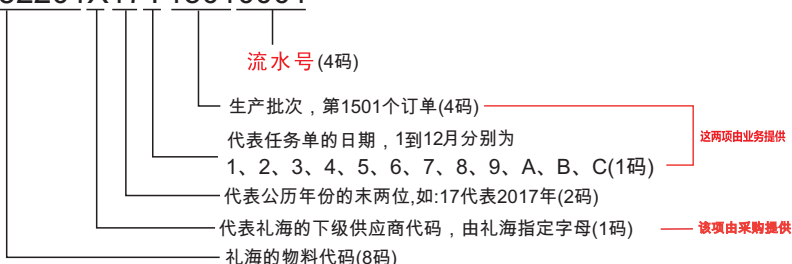 流水号(4码)
生产批次，第1501个订单(4码)
代表任务单的日期，1到12月分别为
这两项由业务提供
1、2、3、4、5、6、7、8、9、A、B、C(1码)
代表公历年份的末两位,如:17代表2017年(2码)
代表礼海的下级供应商代码，由礼海指定字母(1码)
该项由采购提供
礼海的物料代码(8码)